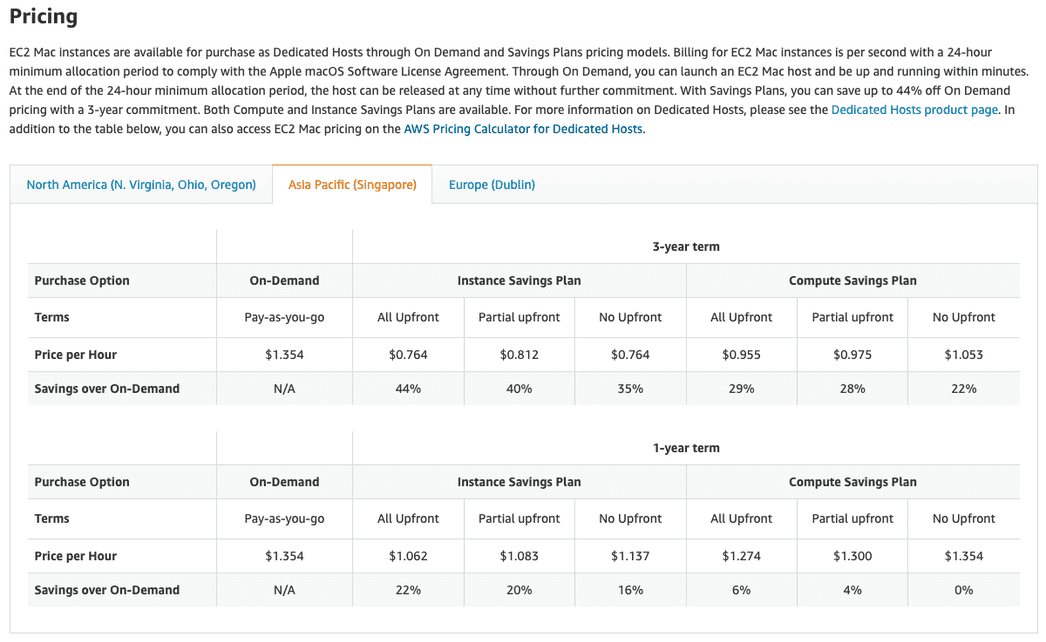 Pricing
EC2 Mac instances are available for purchase as Dedicated Hosts through On Demand and Savings Plans pricing models. Billing for EC2 Mac instances is per second with a 24-hour
minimum allocation period to comply with the Apple macOS Software License Agreement. Through On Demand, you can launch an EC2 Mac host and be up and running within minutes.
At the end of the 24-hour minimum allocation period, the host can be released at any time without further commitment. With Savings Plans, you can save up to 44% off On Demand
pricing with a 3-year commitment. Both Compute and Instance Savings Plans are available. For more information on Dedicated Hosts, please see the Dedicated Hosts product page. In
addition to the table below, you can also access EC2 Mac pricing on the AWS Pricing Calculator for Dedicated Hosts.
North America (N. Virginia, Ohio, Oregon) Asia Pacific (Singapore) Europe (Dublin)
3-year term
Purchase Option On-Demand Instance Savings Plan Compute Savings Plan
Terms Pay-as-you-go All Upfront Partial upfront No Upfront All Upfront Partial upfront No Upfront
Price per Hour $1.354 $0.764 $0.812 $0.764 $0.955 $0.975 $1.053
Savings over On-Demand N/A 44% 40% 35% 29% 28% 22%
1-year term
Purchase Option On-Demand Instance Savings Plan Compute Savings Plan
Terms Pay-as-you-go All Upfront Partial upfront No Upfront All Upfront Partial upfront No Upfront
Price per Hour $1.354 $1.062 $1.083 $1.137 $1.274 $1.300 $1.354
Savings over On-Demand N/A 22% 20% 16% 6% 4% 0%